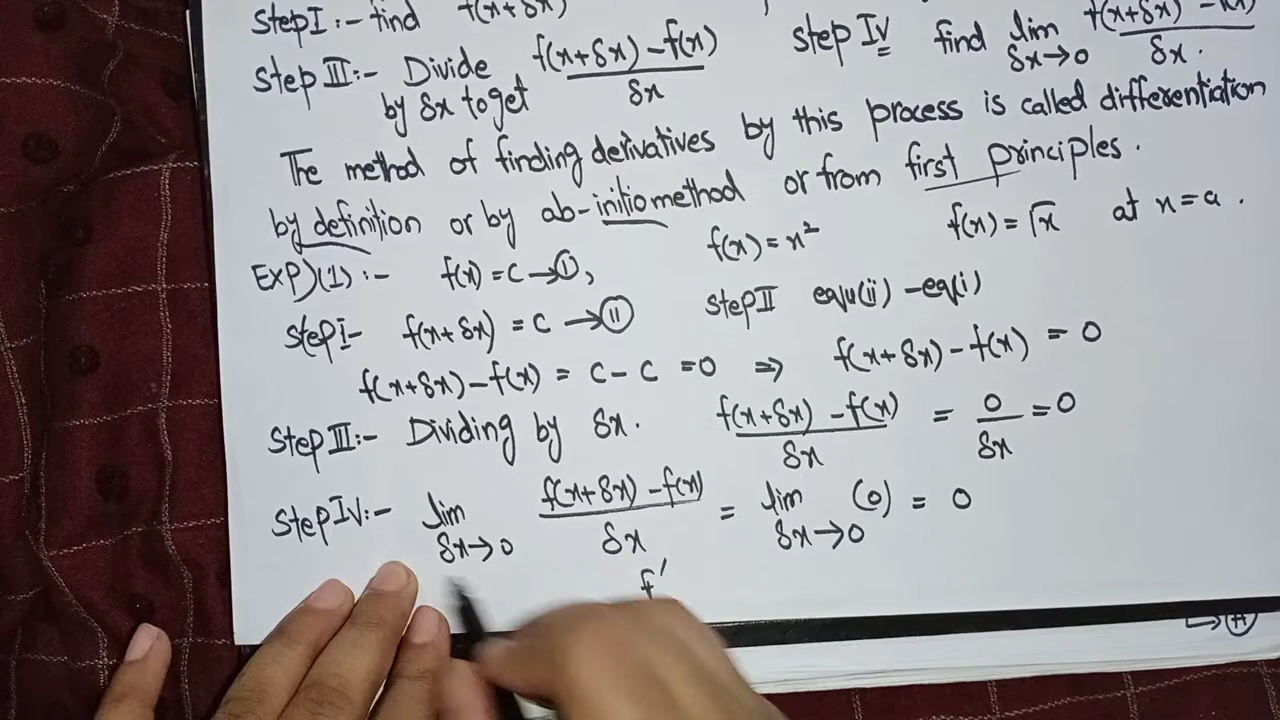 Step I :- find f(x+δx)
Step III :- Divide by δx to get f(x+δx) – f(x) / δx
Step IV find lim δx→0 f(x+δx) – f(x) / δx.
The method of finding derivatives by this process is called differentiation
by definition or by ab-initio method or from first principles.
EXP)(1) :- f(x) = C → (I), f(x) = x² f(x) = √x at x = a.
Step I- f(x+δx) = C → (II) Step II equ(ii) – eq(i)
f(x+δx) – f(x) = C – C = 0 ⇒ f(x+δx) – f(x) = 0
Step III :- Dividing by δx. f(x+δx) – f(x) / δx = 0 / δx = 0
Step IV :- lim δx→0 f(x+δx) – f(x) / δx = lim δx→0 (0) = 0
f′